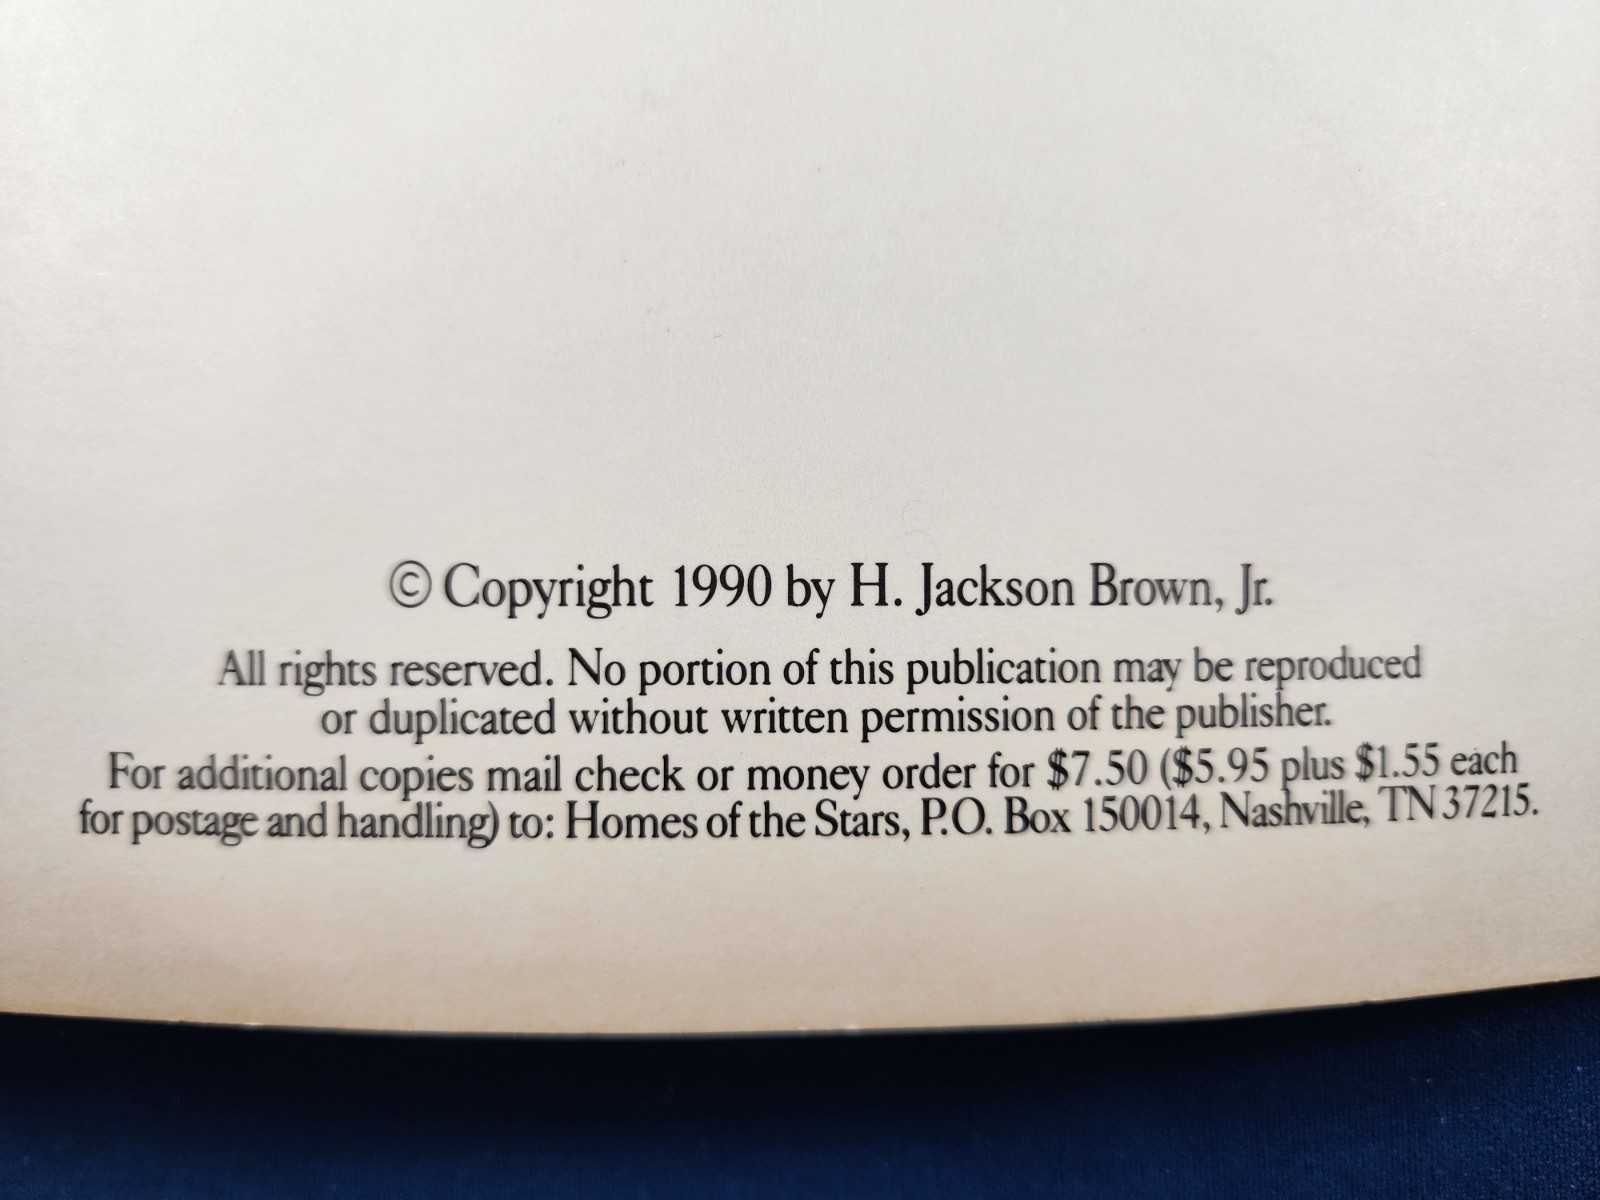 © Copyright 1990 by H. Jackson Brown, Jr.
All rights reserved. No portion of this publication may be reproduced
or duplicated without written permission of the publisher.
For additional copies mail check or money order for $7.50 ($5.95 plus $1.55 each
for postage and handling) to: Homes of the Stars, P.O. Box 150014, Nashville, TN 37215.